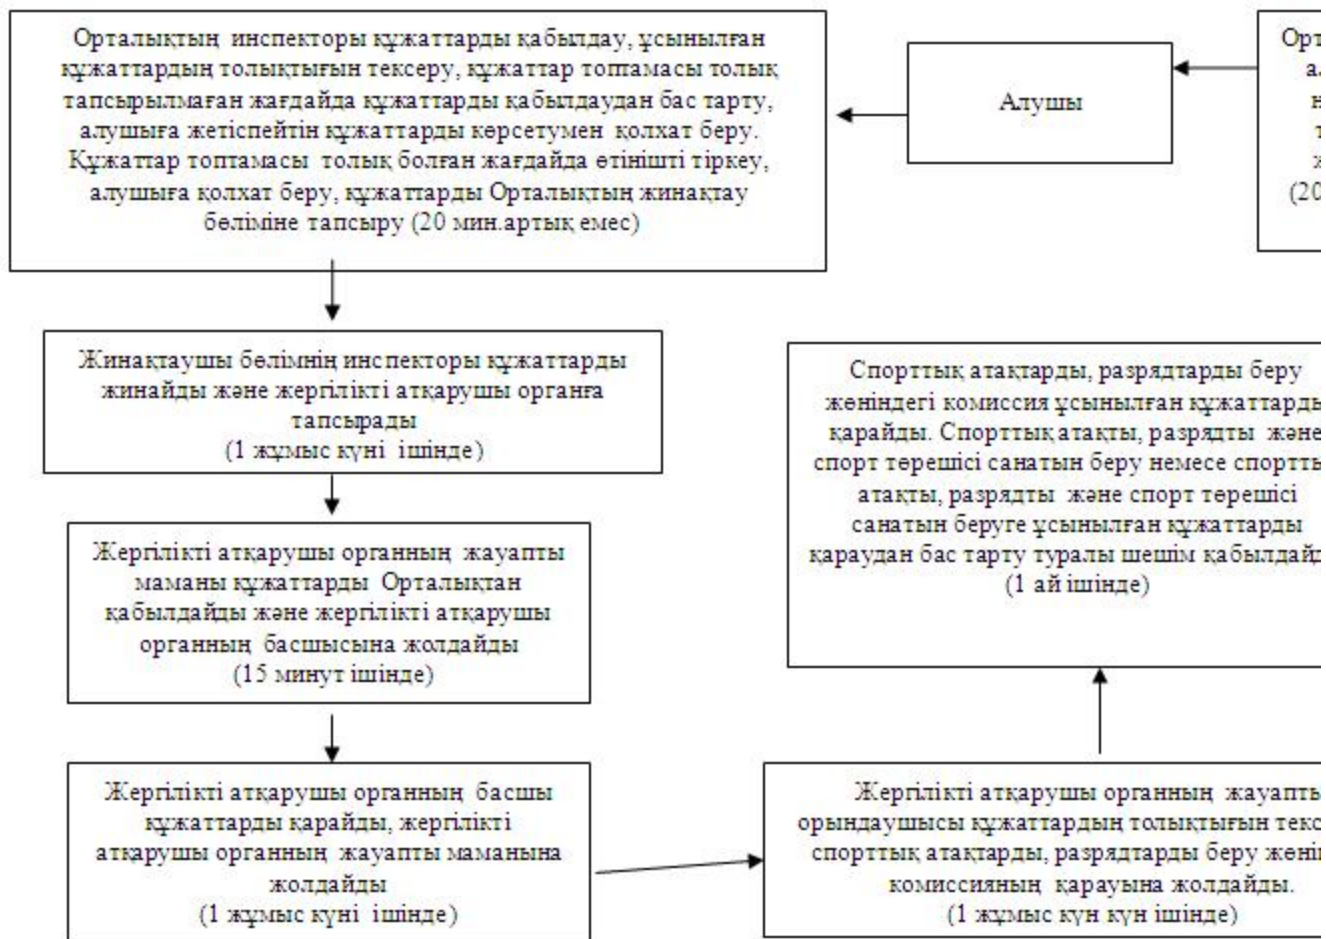 Орталықтың инспекторы құжаттарды қабылдау, ұсынылған
құжаттардың толықтығын тексеру, құжаттар топтамасы толық
тапсырылмаған жағдайда құжаттарды қабылдаудан бас тарту,
алушыға жетіспейтін құжаттарды көрсетумен қолхат беру.
Құжаттар топтамасы толық болған жағдайда өтінішті тіркеу,
алушыға қолхат беру, құжаттарды Орталықтың жинақтау
бөліміне тапсыру (20 мин.артық емес)
Алушы
Орт
(20
Жинақтаушы бөлімнің инспекторы құжаттарды
жинайды және жергілікті атқарушы органға
тапсырады
(1 жұмыс күні ішінде)
Спорттық атақтарды, разрядтарды беру
жөніндегі комиссия ұсынылған құжаттарды
қарайды. Спорттық атақты, разрядты және
спорт төрешісі санатын беру немесе спортты
атақты, разрядты және спорт төрешісі
санатын беруге ұсынылған құжаттарды
қараудан бас тарту туралы шешім қабылдайд
(1 ай ішінде)
Жергілікті атқарушы органның жауапты
маманы құжаттарды Орталықтан
қабылдайды және жергілікті атқарушы
органның басшысына жолдайды
(15 минут ішінде)
Жергілікті атқарушы органның басшы
құжаттарды қарайды, жергілікті
атқарушы органның жауапты маманына
жолдайды
(1 жұмыс күні ішінде)
Жергілікті атқарушы органның жауапты
орындаушысы құжаттардың толықтығын текс
спорттық атақтарды, разрядтарды беру жөні
комиссияның қарауына жолдайды.
(1 жұмыс күн күн ішінде)